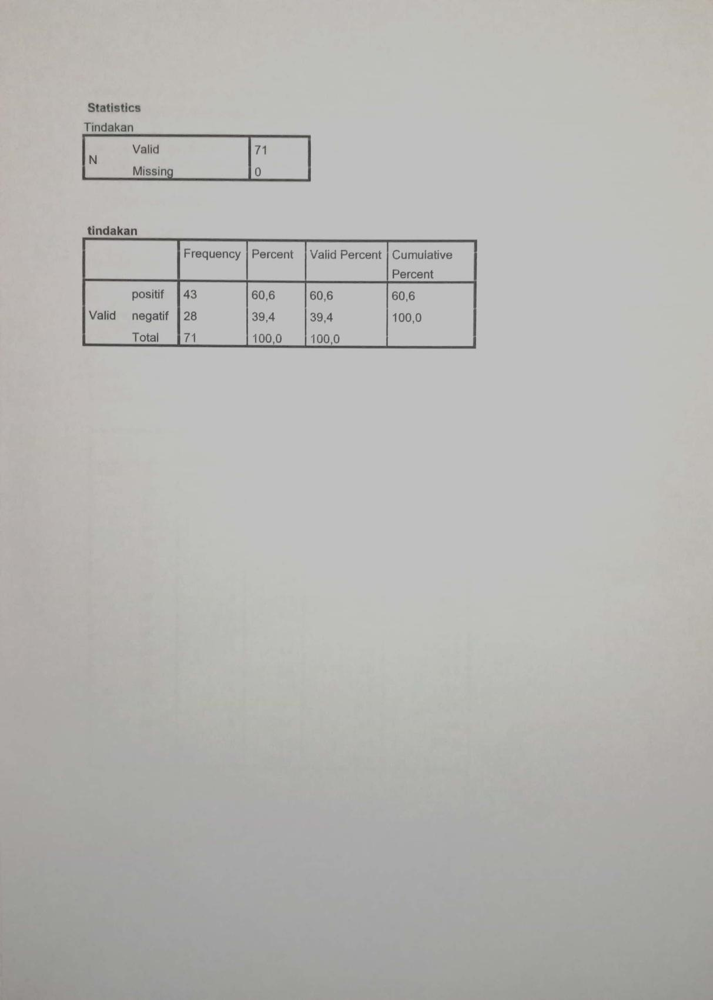 Statistics
Tindakan
N Valid 71
Missing 0
tindakan
Frequency Percent Valid Percent Cumulative Percent
Valid positif 43 60,6 60,6 60,6
negatif 28 39,4 39,4 100,0
Total 71 100,0 100,0